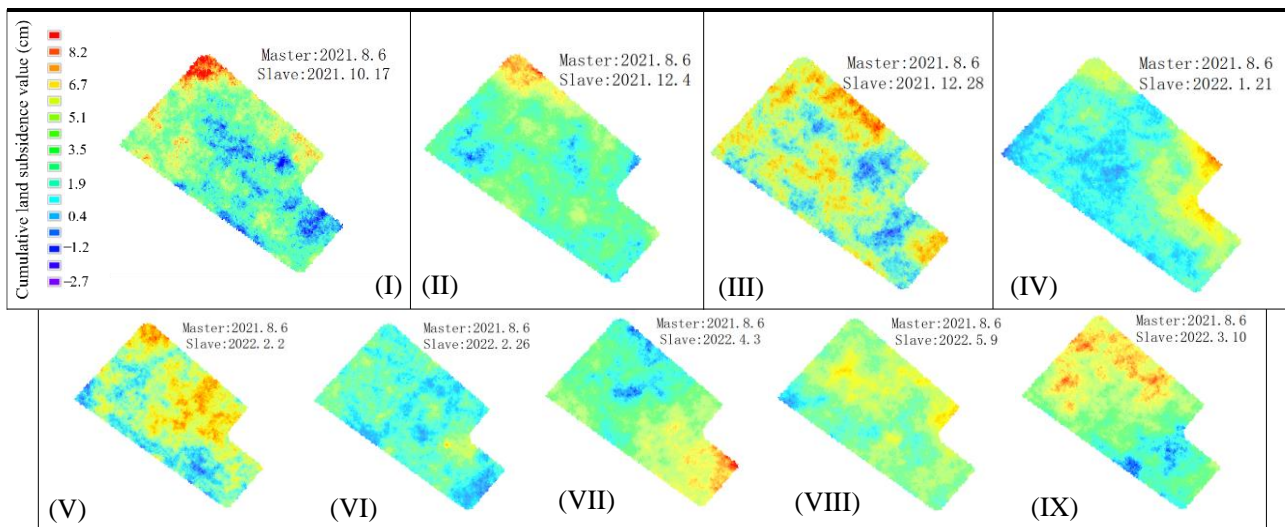 Cumulative land subsidence value (cm)
8.2
6.7
5.1
3.5
1.9
0.4
−1.2
−2.7
Master:2021.8.6
Slave:2021.10.17
(I)
Master:2021.8.6
Slave:2021.12.4
(II)
Master:2021.8.6
Slave:2021.12.28
(III)
Master:2021.8.6
Slave:2022.1.21
(IV)
Master:2021.8.6
Slave:2022.2.2
(V)
Master:2021.8.6
Slave:2022.2.26
(VI)
Master:2021.8.6
Slave:2022.4.3
(VII)
Master:2021.8.6
Slave:2022.5.9
(VIII)
Master:2021.8.6
Slave:2022.3.10
(IX)